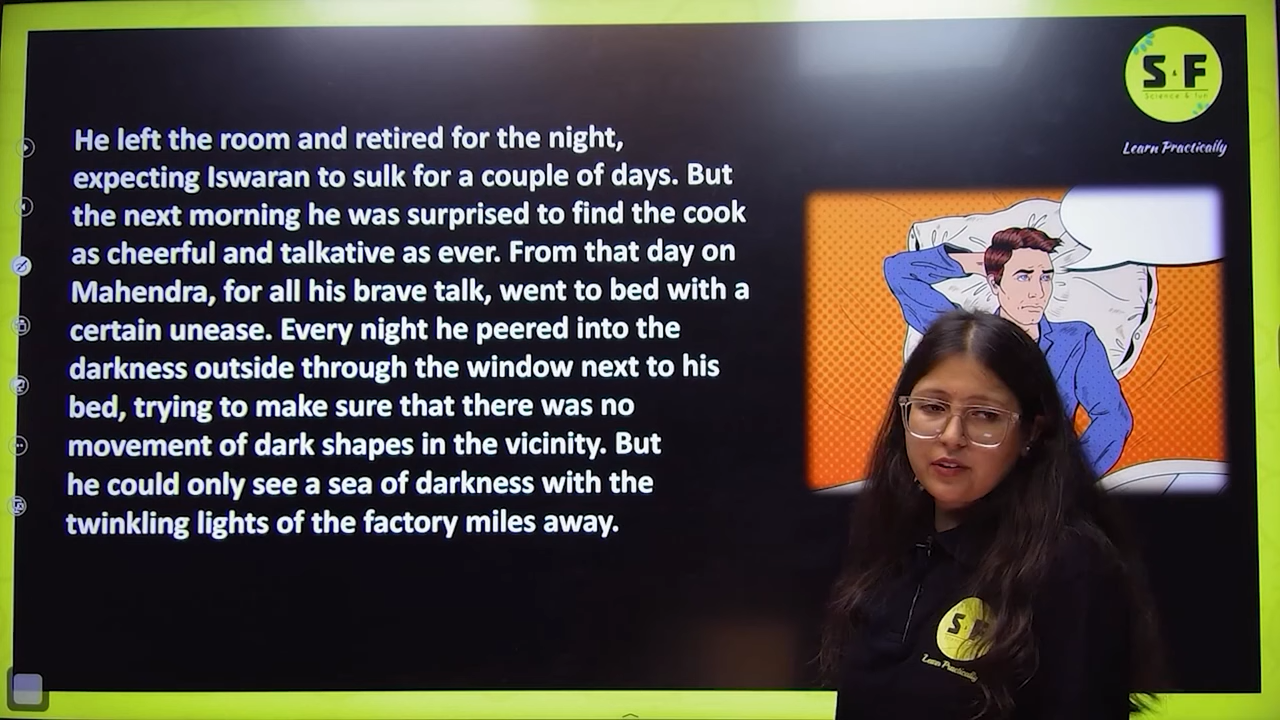 S&F
Science & fun
Learn Practically
He left the room and retired for the night,
expecting Iswaran to sulk for a couple of days. But
the next morning he was surprised to find the cook
as cheerful and talkative as ever. From that day on
Mahendra, for all his brave talk, went to bed with a
certain unease. Every night he peered into the
darkness outside through the window next to his
bed, trying to make sure that there was no
movement of dark shapes in the vicinity. But
he could only see a sea of darkness with the
twinkling lights of the factory miles away.
S F
Learn Practically